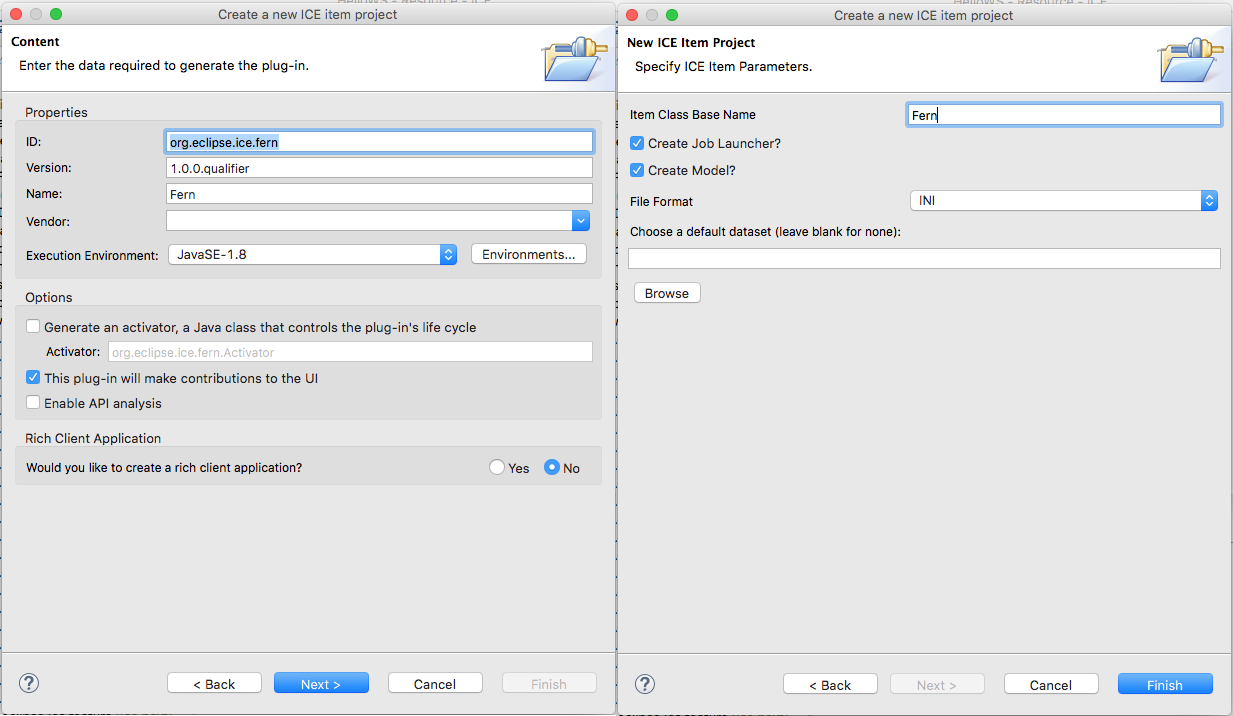 Create a new ICE item project
Content
Enter the data required to generate the plug-in.
Properties
ID: org.eclipse.ice.fern
Version: 1.0.0.qualifier
Name: Fern
Vendor:
Execution Environment: JavaSE-1.8 Environments...
Options
Generate an activator, a Java class that controls the plug-in's life cycle
Activator: org.eclipse.ice.fern.Activator
This plug-in will make contributions to the UI
Enable API analysis
Rich Client Application
Would you like to create a rich client application? Yes No
? < Back Next > Cancel Finish
Create a new ICE item project
New ICE Item Project
Specify ICE Item Parameters.
Item Class Base Name Fern
Create Job Launcher?
Create Model?
File Format INI
Choose a default dataset (leave blank for none):
Browse
? < Back Next > Cancel Finish